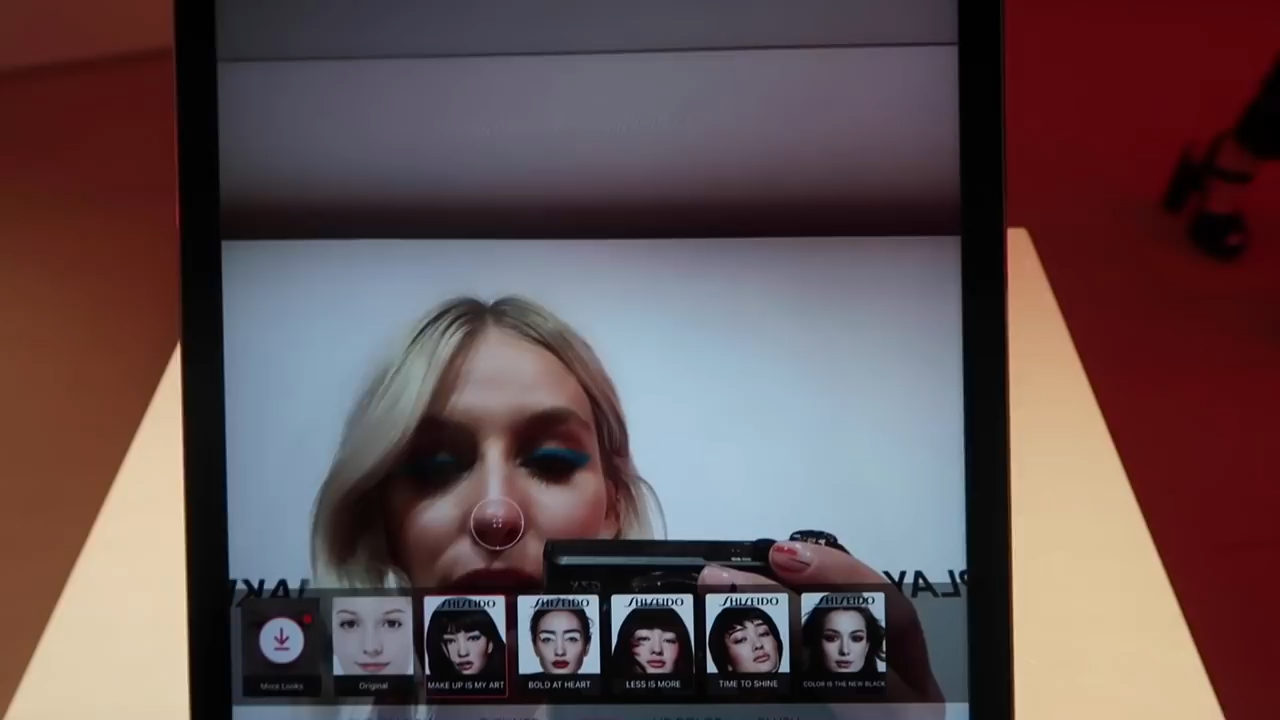 SHISEIDO SHISEIDO SHISEIDO SHISEIDO SHISEIDO
More Looks Original MAKE UP IS MY ART BOLD AT HEART LESS IS MORE TIME TO SHINE COLOR IS THE NEW BLACK
PLAY